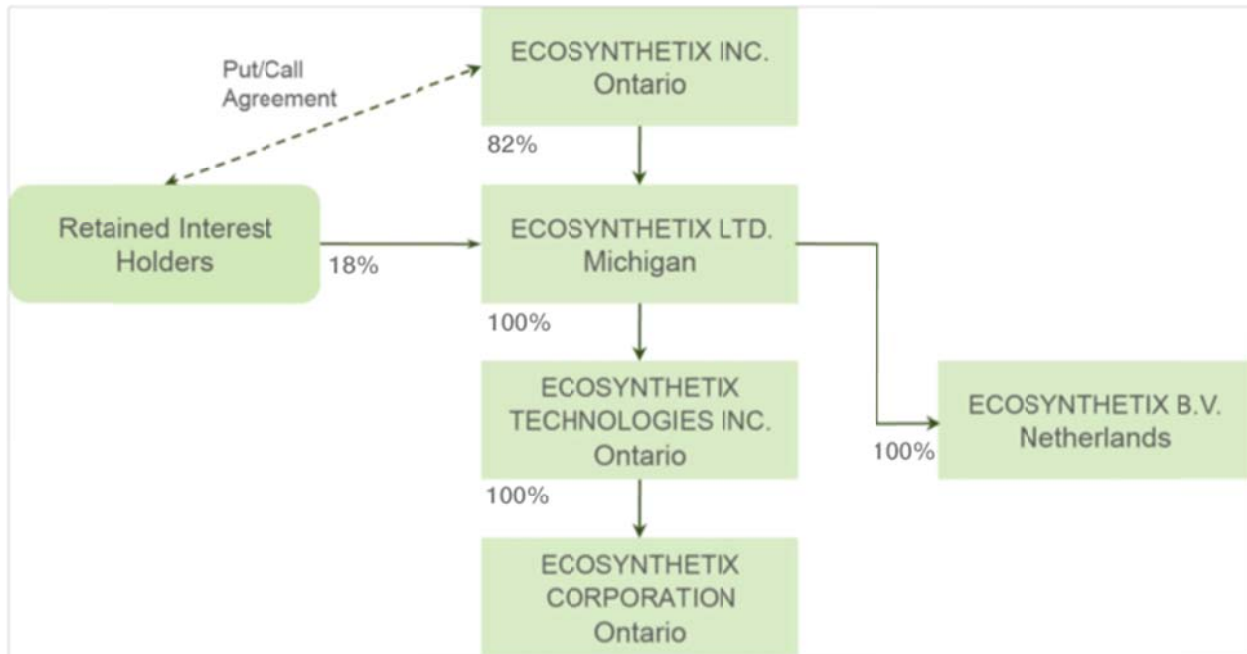 ECOSYNTHETIX INC.
Ontario
Put/Call
Agreement
82%
Retained Interest
Holders
18%
ECOSYNTHETIX LTD.
Michigan
100%
ECOSYNTHETIX
TECHNOLOGIES INC.
Ontario
ECOSYNTHETIX B.V.
Netherlands
100%
100%
ECOSYNTHETIX
CORPORATION
Ontario